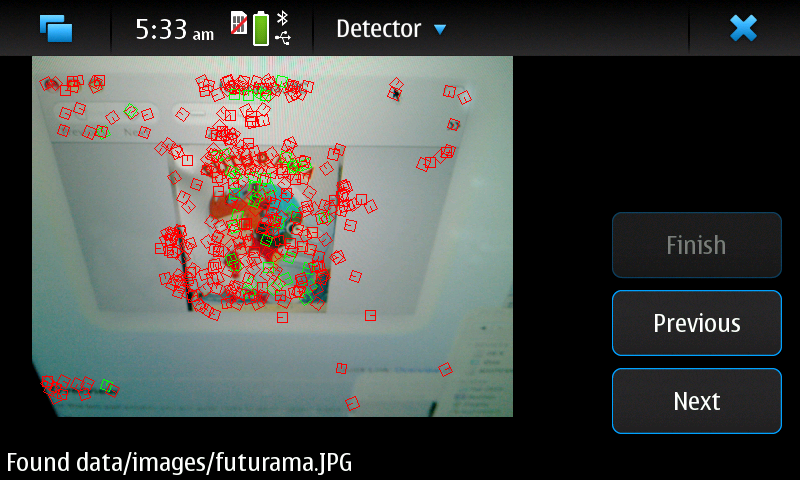 5:33 am
Detector
Finish
Previous
Next
Found data/images/futurama.JPG